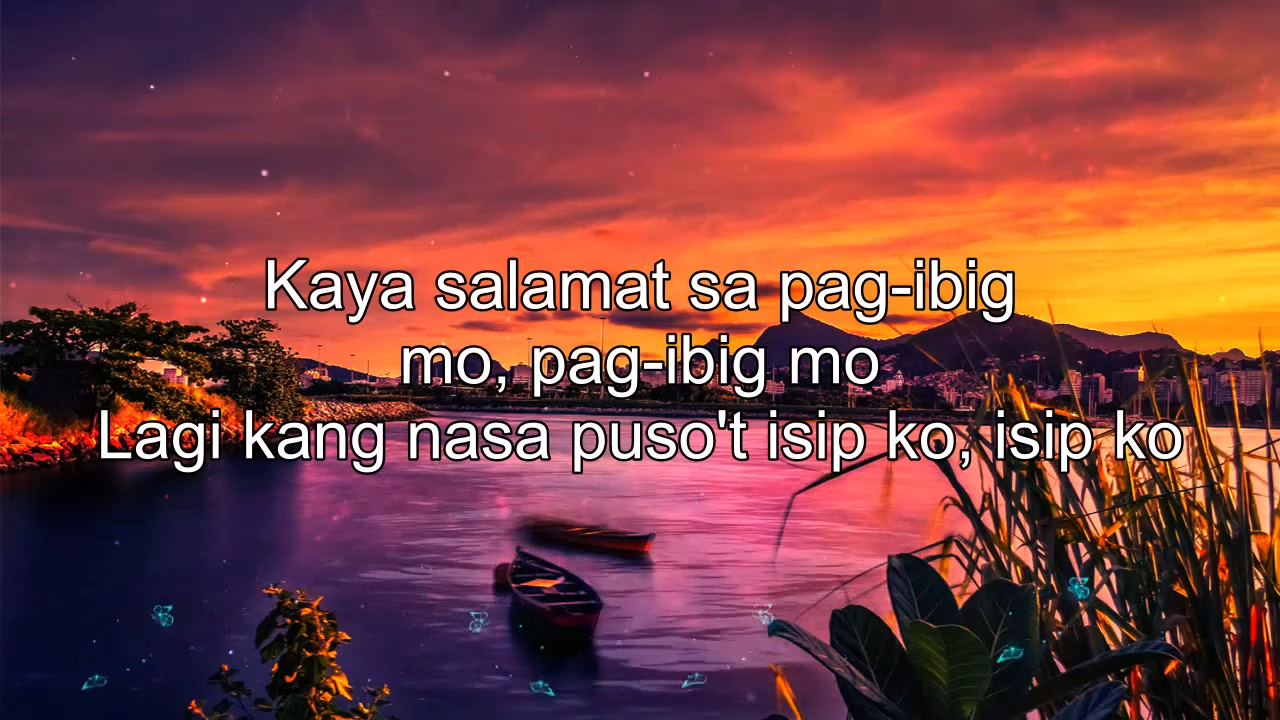 Kaya salamat sa pag-ibig
mo, pag-ibig mo
Lagi kang nasa puso't isip ko, isip ko